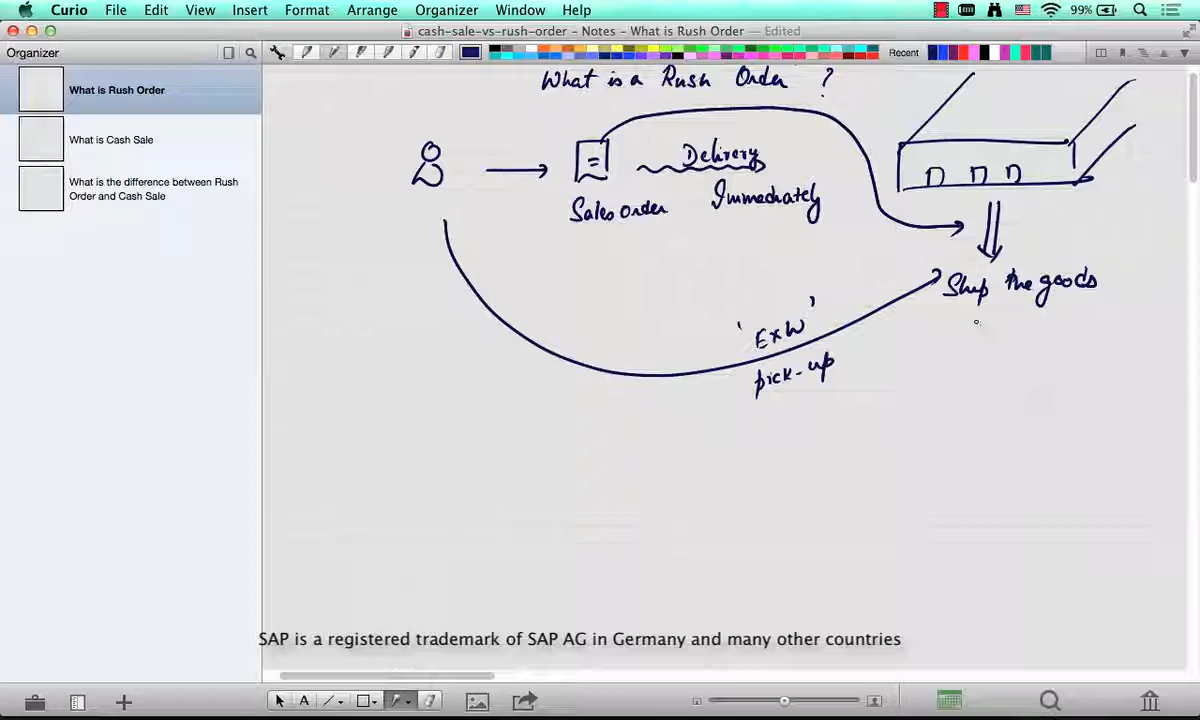 Curio File Edit View Insert Format Arrange Organizer Window Help 99%
cash-sale-vs-rush-order – Notes – What is Rush Order — Edited
Organizer
Recent
What is Rush Order
What is Cash Sale
What is the difference between Rush
Order and Cash Sale
What is a Rush Order ?
Delivery
Immediately
Sales Order
Ship the goods
'ExW'
pick-up
SAP is a registered trademark of SAP AG in Germany and many other countries
A